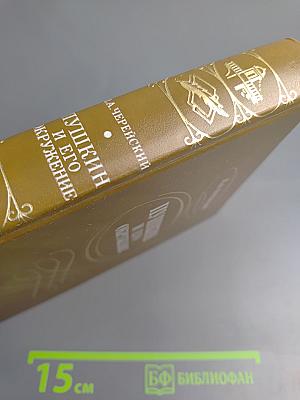 .А. ЧЕРЕЙСКИЙ
ПУШКИН
И ЕГО
ОКРУЖЕНИЕ
15 см
БФ БИБЛИОФАН